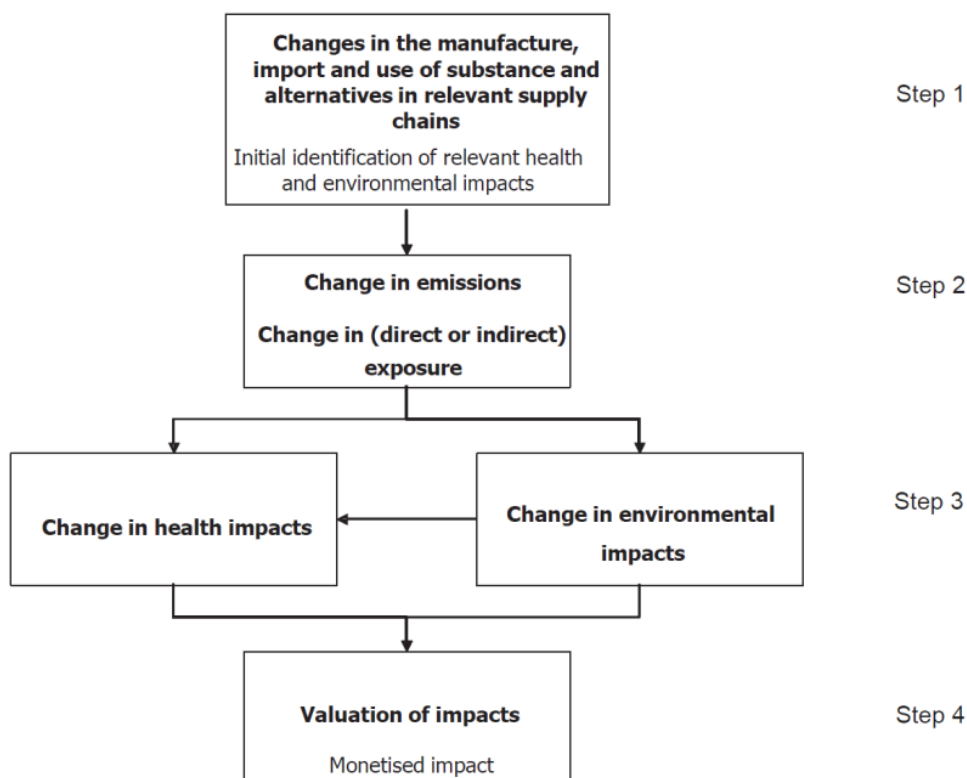 Changes in the manufacture,
import and use of substance and
alternatives in relevant supply
chains
Initial identification of relevant health
and environmental impacts
Step 1
Change in emissions
Change in (direct or indirect)
exposure
Step 2
Change in health impacts
Change in environmental
impacts
Step 3
Valuation of impacts
Monetised impact
Step 4